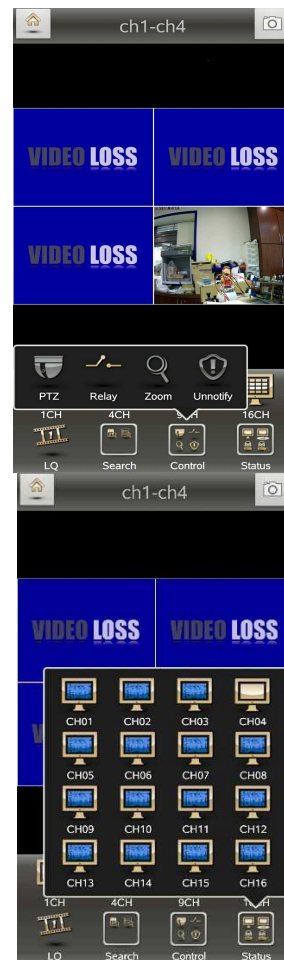 ch1-ch4
VIDEO LOSS VIDEO LOSS
VIDEO LOSS
PTZ Relay Zoom Unnotify
1CH 4CH 9CH 16CH
LQ Search Control Status
ch1-ch4
VIDEO LOSS VIDEO LOSS
CH01 CH02 CH03 CH04
CH05 CH06 CH07 CH08
CH09 CH10 CH11 CH12
CH13 CH14 CH15 CH16
1CH 4CH 9CH
LQ Search Control Status